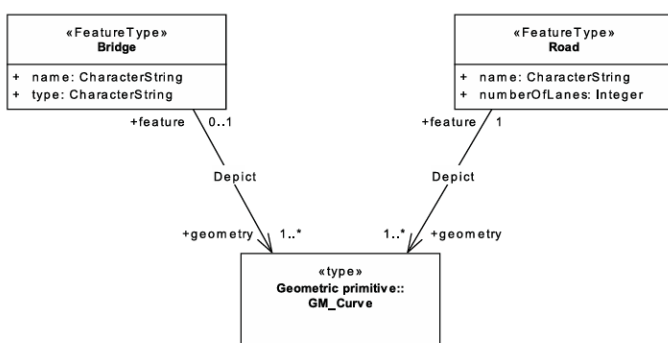 «FeatureType»
Bridge
+ name: CharacterString
+ type: CharacterString
«FeatureType»
Road
+ name: CharacterString
+ numberOfLanes: Integer
+feature 0..1
+feature 1
Depict
Depict
+geometry 1..*
1..* +geometry
«type»
Geometric primitive::
GM_Curve